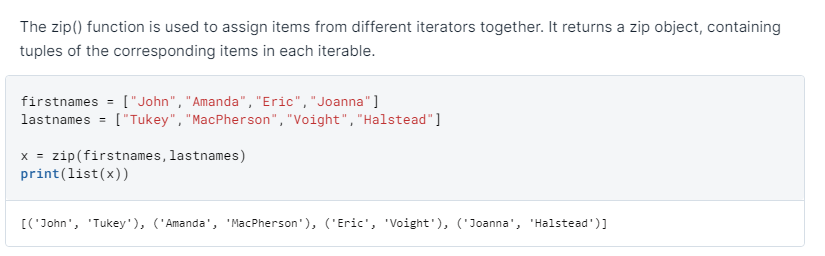 The zip() function is used to assign items from different iterators together. It returns a zip object, containing
tuples of the corresponding items in each iterable.
firstnames = ["John","Amanda","Eric","Joanna"]
lastnames = ["Tukey","MacPherson","Voight","Halstead"]
x = zip(firstnames,lastnames)
print(list(x))
[('John', 'Tukey'), ('Amanda', 'MacPherson'), ('Eric', 'Voight'), ('Joanna', 'Halstead')]